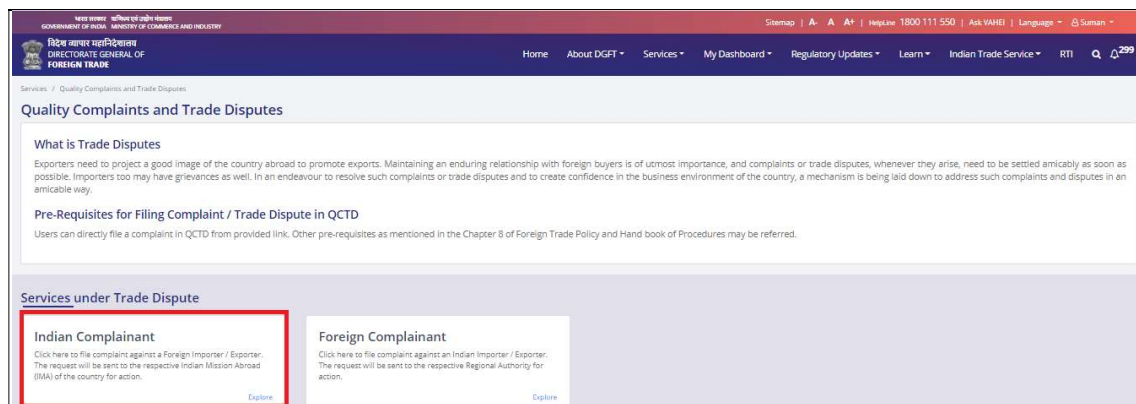 भारत सरकार वाणिज्य एवं उद्योग मंत्रालय
GOVERNMENT OF INDIA MINISTRY OF COMMERCE AND INDUSTRY
Sitemap | A- A A+ | HelpLine 1800 111 550 | Ask VAHEI | Language Suman
विदेश व्यापार महानिदेशालय
DIRECTORATE GENERAL OF
FOREIGN TRADE
Home About DGFT Services My Dashboard Regulatory Updates Learn Indian Trade Service RTI 299
Services / Quality Complaints and Trade Disputes
Quality Complaints and Trade Disputes
What is Trade Disputes
Exporters need to project a good image of the country abroad to promote exports. Maintaining an enduring relationship with foreign buyers is of utmost importance, and complaints or trade disputes, whenever they arise, need to be settled amicably as soon as
possible. Importers too may have grievances as well. In an endeavour to resolve such complaints or trade disputes and to create confidence in the business environment of the country, a mechanism is being laid down to address such complaints and disputes in an
amicable way.
Pre-Requisites for Filing Complaint / Trade Dispute in QCTD
Users can directly file a complaint in QCTD from provided link. Other pre-requisites as mentioned in the Chapter 8 of Foreign Trade Policy and Hand book of Procedures may be referred.
Services under Trade Dispute
Indian Complainant
Click here to file complaint against a Foreign Importer / Exporter.
The request will be sent to the respective Indian Mission Abroad
(IMA) of the country for action.
Explore
Foreign Complainant
Click here to file complaint against an Indian Importer / Exporter.
The request will be sent to the respective Regional Authority for
action.
Explore